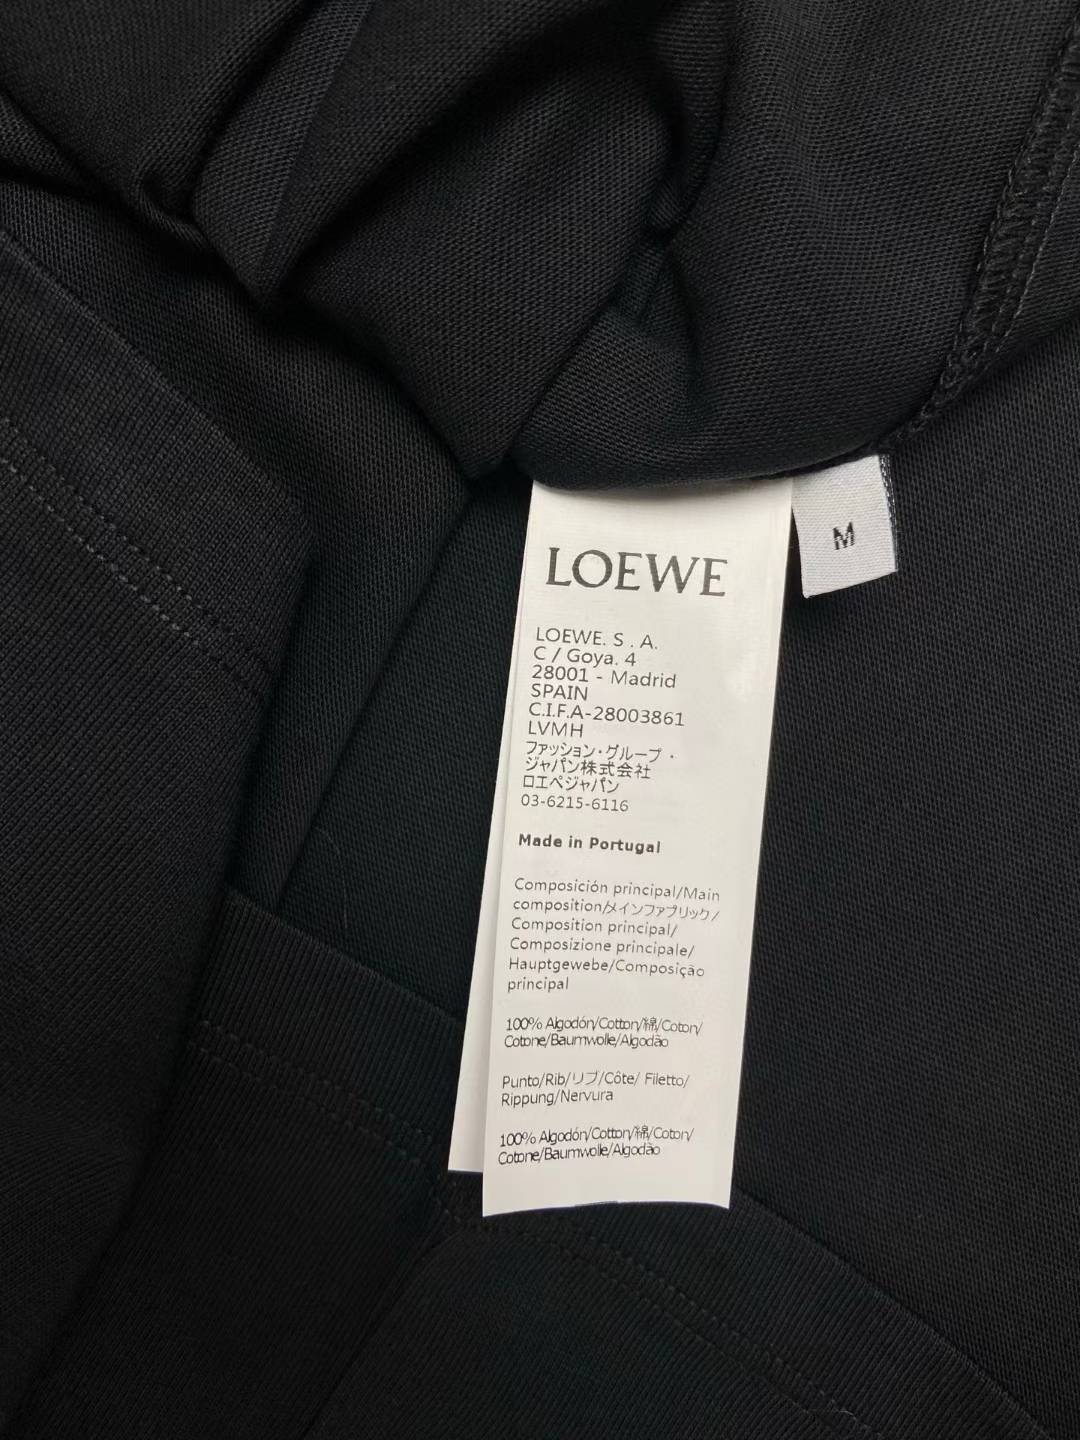 LOEWE
M
LOEWE. S . A.
C / Goya. 4
28001 - Madrid
SPAIN
C.I.F.A-28003861
LVMH
ファッション・グループ・
ジャパン株式会社
ロエベジャパン
03-6215-6116
Made in Portugal
Composición principal/Main
composition/メインファブリック/
Composition principal/
Composizione principale/
Hauptgewebe/Composição
principal
100% Algodón/Cotton/綿/Coton/
Cotone/Baumwolle/Algodão
Punto/Rib/リブ/Côte/ Filetto/
Rippung/Nervura
100% Algodón/Cotton/綿/Coton/
Cotone/Baumwolle/Algodão